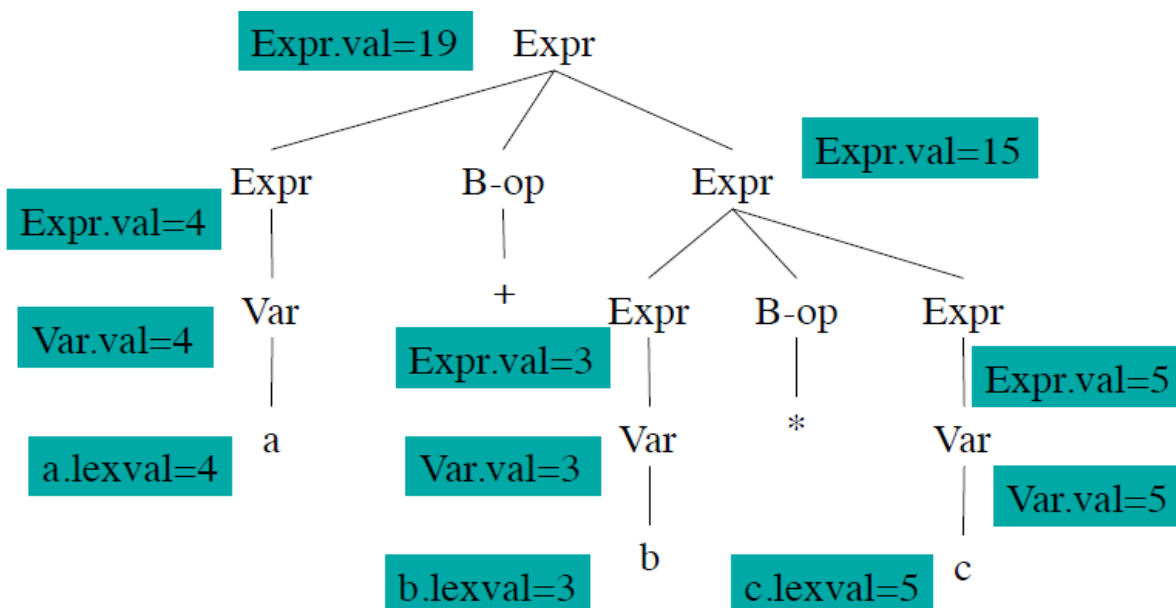 Expr.val=19 Expr
Expr.val=15
Expr B-op Expr
Expr.val=4
+
Var Expr B-op Expr
Var.val=4
Expr.val=3 Expr.val=5
a * 
a.lexval=4 Var.val=3 Var Var
Var.val=5
b c
b.lexval=3 c.lexval=5